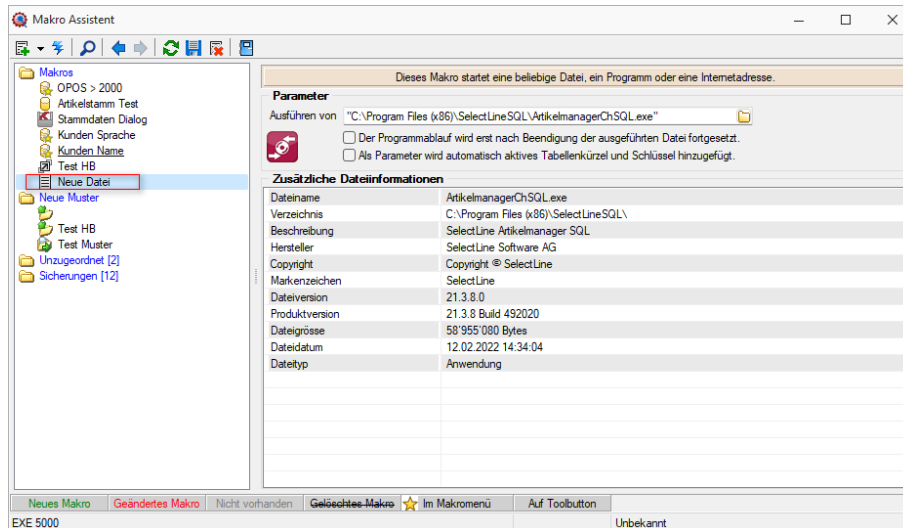 Makro Assistent
Makros
OPOS > 2000
Artikelstamm Test
Stammdaten Dialog
Kunden Sprache
Kunden Name
Test HB
Neue Datei
Neue Muster
Test HB
Test Muster
Unzugeordnet [2]
Sicherungen [12]
Dieses Makro startet eine beliebige Datei, ein Programm oder eine Internetadresse.
Parameter
Ausführen von "C:\Program Files (x86)\SelectLineSQL\ArtikelmanagerChSQL.exe"
Der Programmablauf wird erst nach Beendigung der ausgeführten Datei fortgesetzt.
Als Parameter wird automatisch aktives Tabellenkürzel und Schlüssel hinzugefügt.
Zusätzliche Dateiinformationen
Dateiname ArtikelmanagerChSQL.exe
Verzeichnis C:\Program Files (x86)\SelectLineSQL\
Beschreibung SelectLine Artikelmanager SQL
Hersteller SelectLine Software AG
Copyright Copyright © SelectLine
Markenzeichen SelectLine
Dateiversion 21.3.8.0
Produktversion 21.3.8 Build 492020
Dateigrösse 58'955'080 Bytes
Dateidatum 12.02.2022 14:34:04
Dateityp Anwendung
Neues Makro Geändertes Makro Nicht vorhanden Gelöschtes Makro Im Makromenü Auf Toolbutton
EXE 5000 Unbekannt